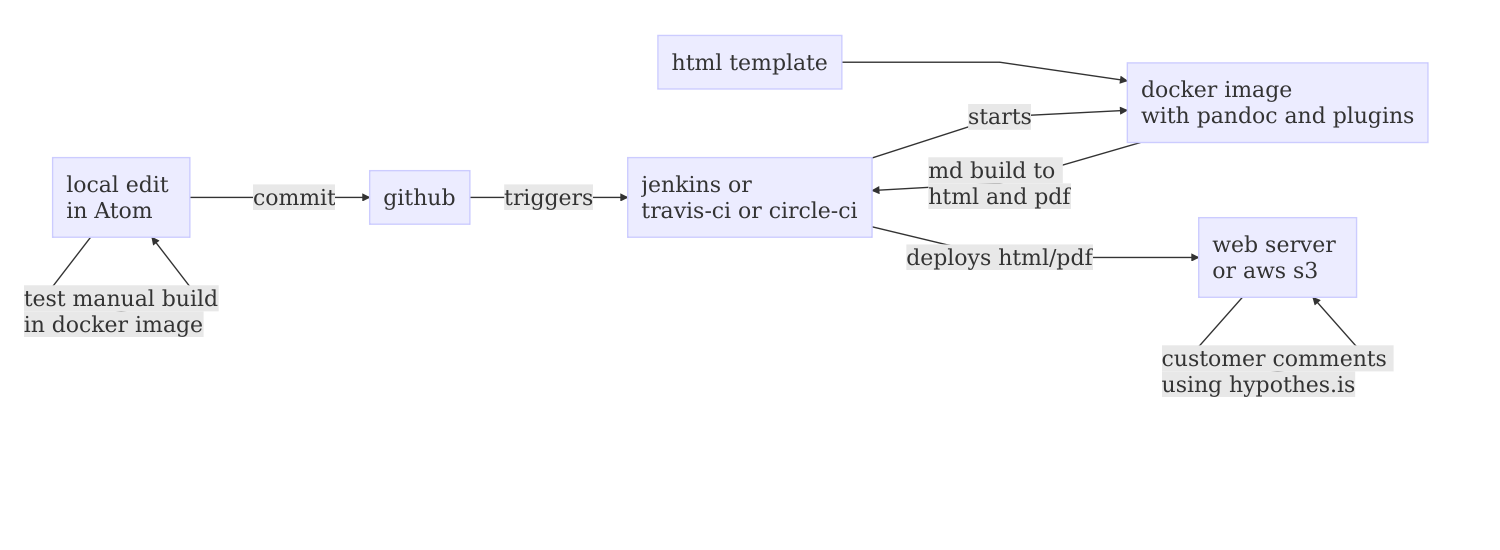 html template
docker image
with pandoc and plugins
starts
md build to
html and pdf
local edit
in Atom
commit
github
triggers
jenkins or
travis-ci or circle-ci
deploys html/pdf
web server
or aws s3
test manual build
in docker image
customer comments
using hypothes.is